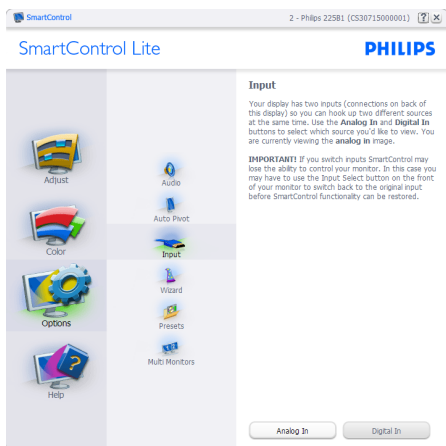 SmartControl
2 - Philips 225B1 (CS30715000001)
SmartControl Lite
PHILIPS
Adjust
Color
Options
Help
Audio
Auto Pivot
Input
Wizard
Presets
Multi Monitors
Input
Your display has two inputs (connections on back of
this display) so you can hook up two different sources
at the same time. Use the Analog In and Digital In
buttons to select which source you'd like to view. You
are currently viewing the analog in image.
IMPORTANT! If you switch inputs SmartControl may
lose the ability to control your monitor. In this case you
may have to use the Input Select button on the front
of your monitor to switch back to the original input
before SmartControl functionality can be restored.
Analog In
Digital In